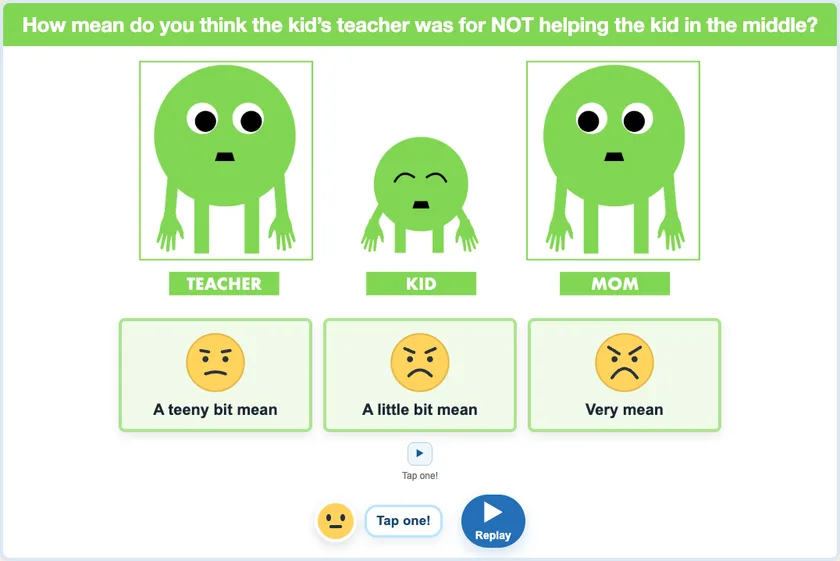 How mean do you think the kid’s teacher was for NOT helping the kid in the middle?
TEACHER
KID
MOM
A teeny bit mean
A little bit mean
Very mean
Tap one!
Tap one!
Replay